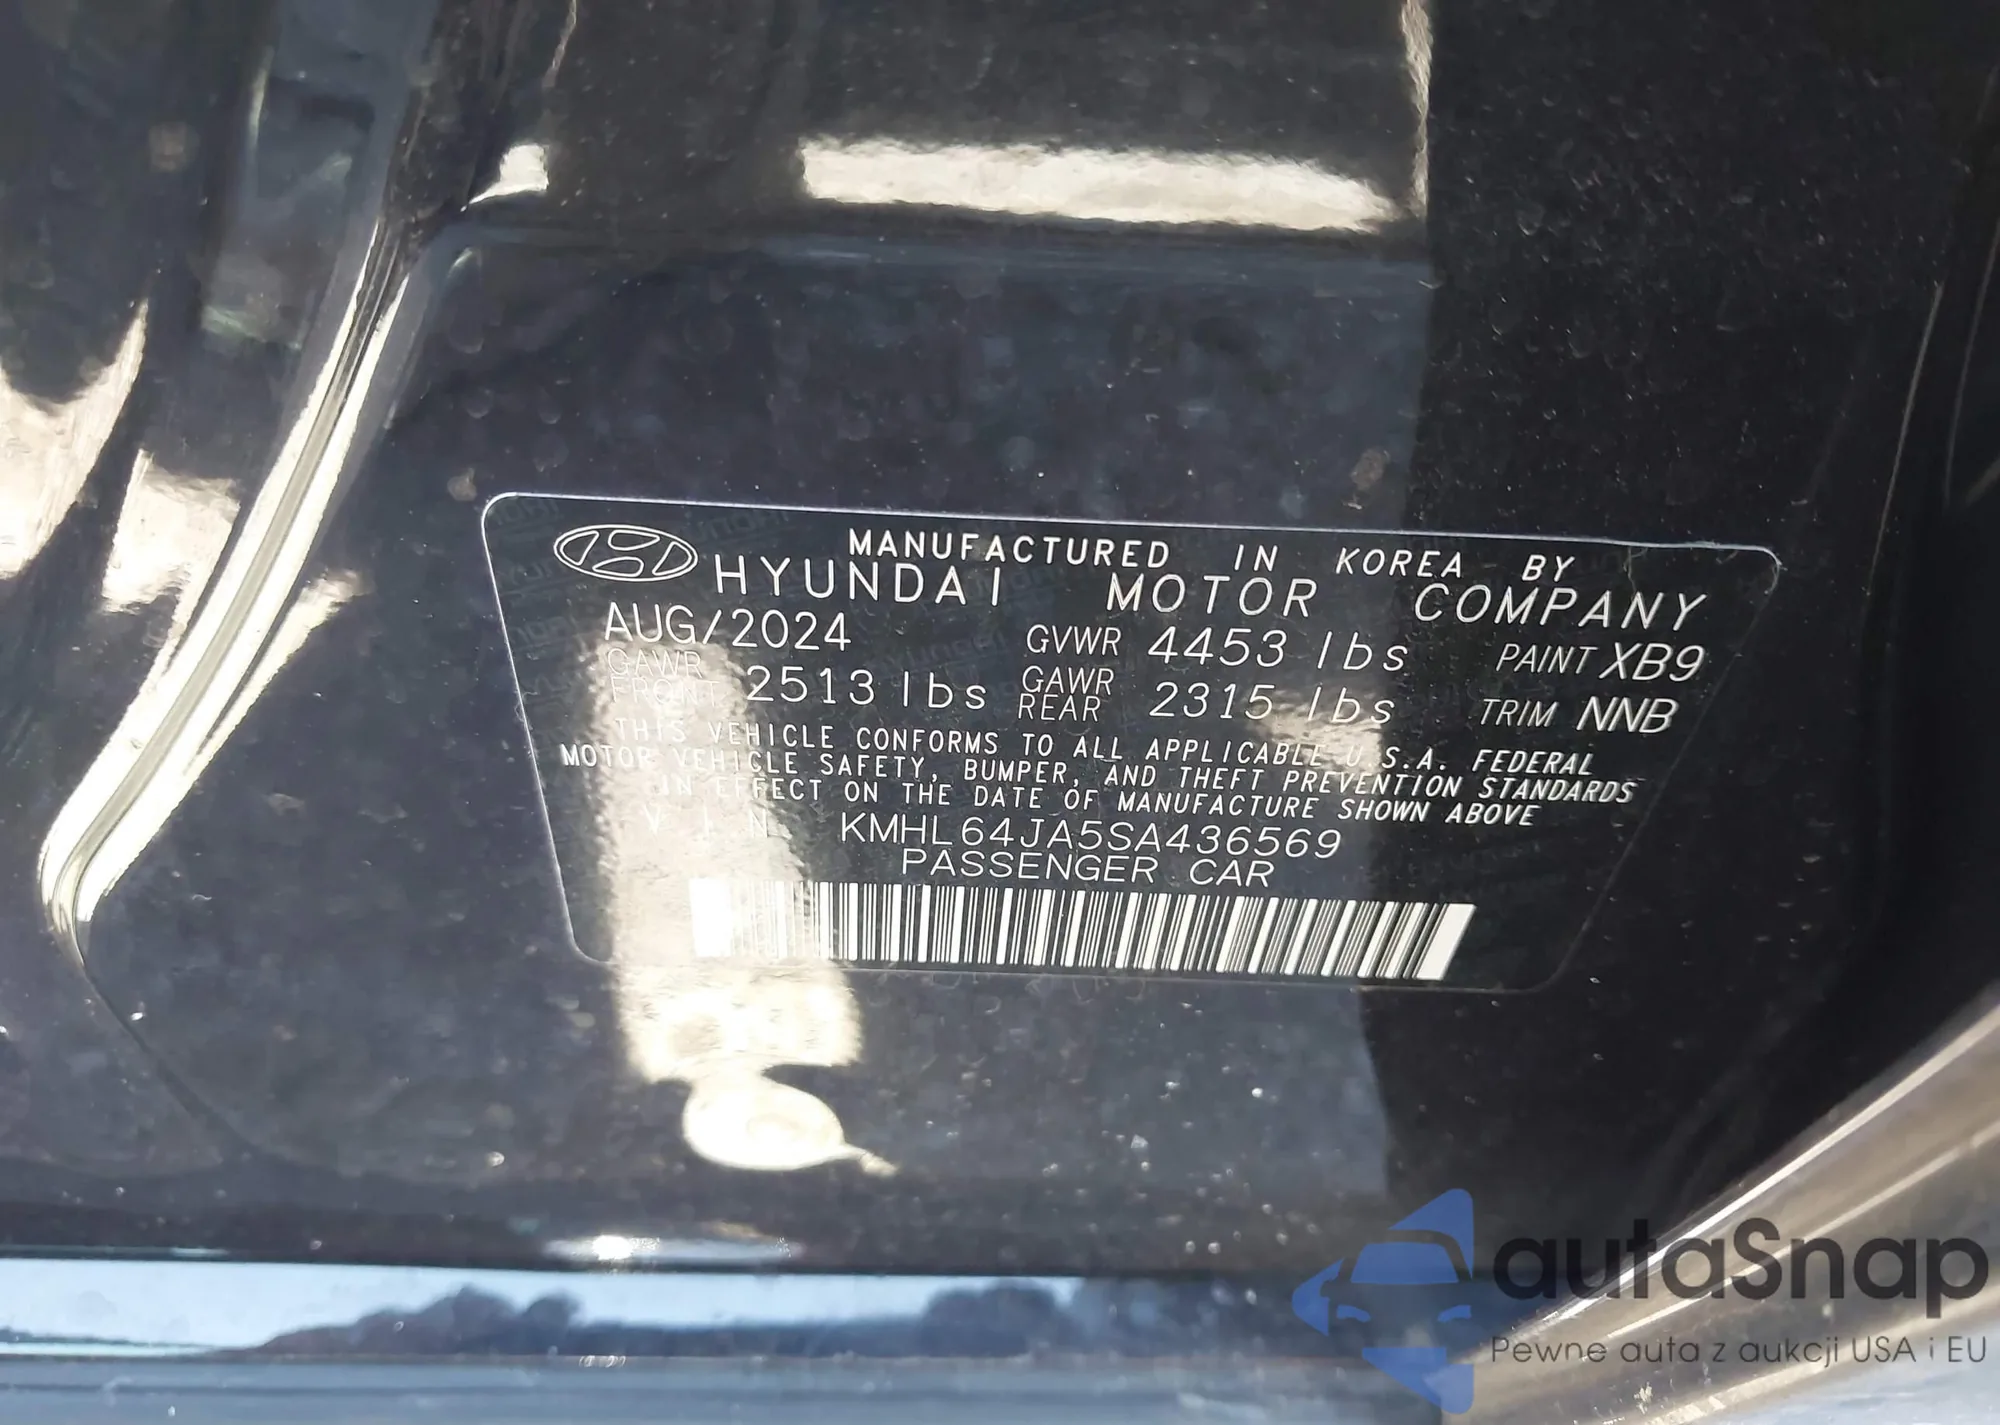 MANUFACTURED IN KOREA BY
HYUNDAI MOTOR COMPANY
AUG/2024 GVWR 4453 lbs PAINT XB9
GAWR FRONT 2513 lbs GAWR REAR 2315 lbs TRIM NNB
THIS VEHICLE CONFORMS TO ALL APPLICABLE U.S.A. FEDERAL
MOTOR VEHICLE SAFETY, BUMPER, AND THEFT PREVENTION STANDARDS
IN EFFECT ON THE DATE OF MANUFACTURE SHOWN ABOVE
VIN KMHL64JA5SA436569
PASSENGER CAR
autaSnap
Pewne auta z aukcji USA i EU